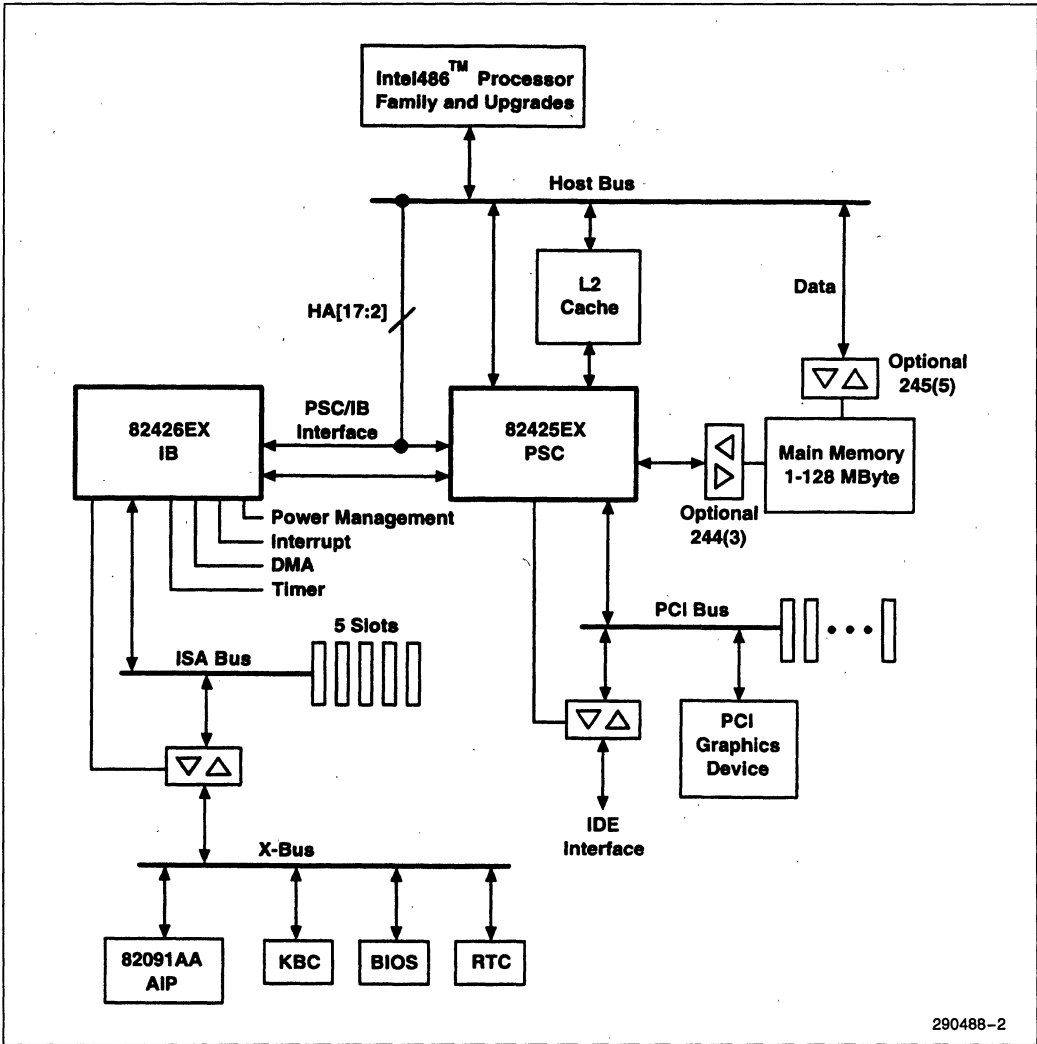 Intel486™ Processor
Family and Upgrades
Host Bus
L2
Cache
Data
HA[17:2]
Optional
245(5)
82426EX
IB
PSC/IB
Interface
82425EX
PSC
Main Memory
1-128 MByte
Optional
244(3)
Power Management
Interrupt
DMA
Timer
PCI Bus
5 Slots
ISA Bus
PCI
Graphics
Device
IDE
Interface
X-Bus
82091AA
AIP
KBC
BIOS
RTC
290488-2